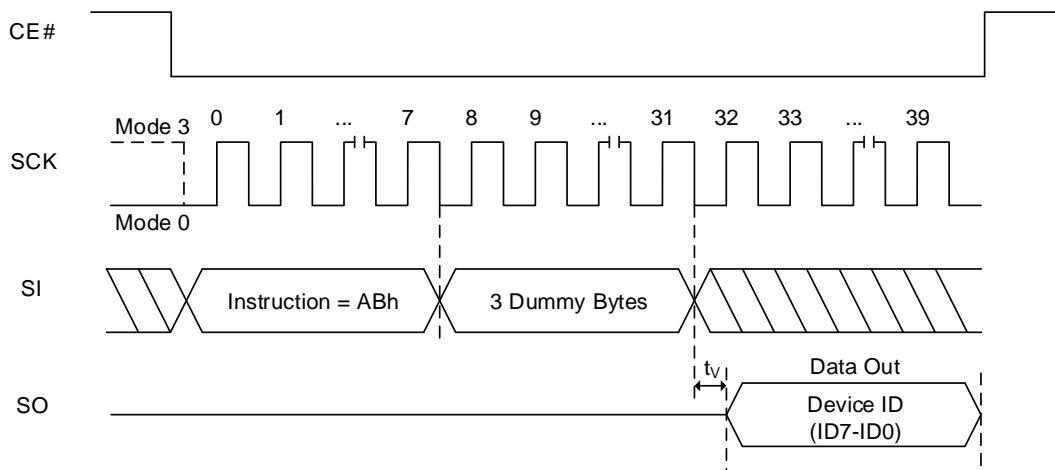 CE#
0 1 ... 7 8 9 ... 31 32 33 ... 39
Mode 3
SCK
Mode 0
SI
Instruction = ABh
3 Dummy Bytes
tV
Data Out
SO
Device ID
(ID7-ID0)